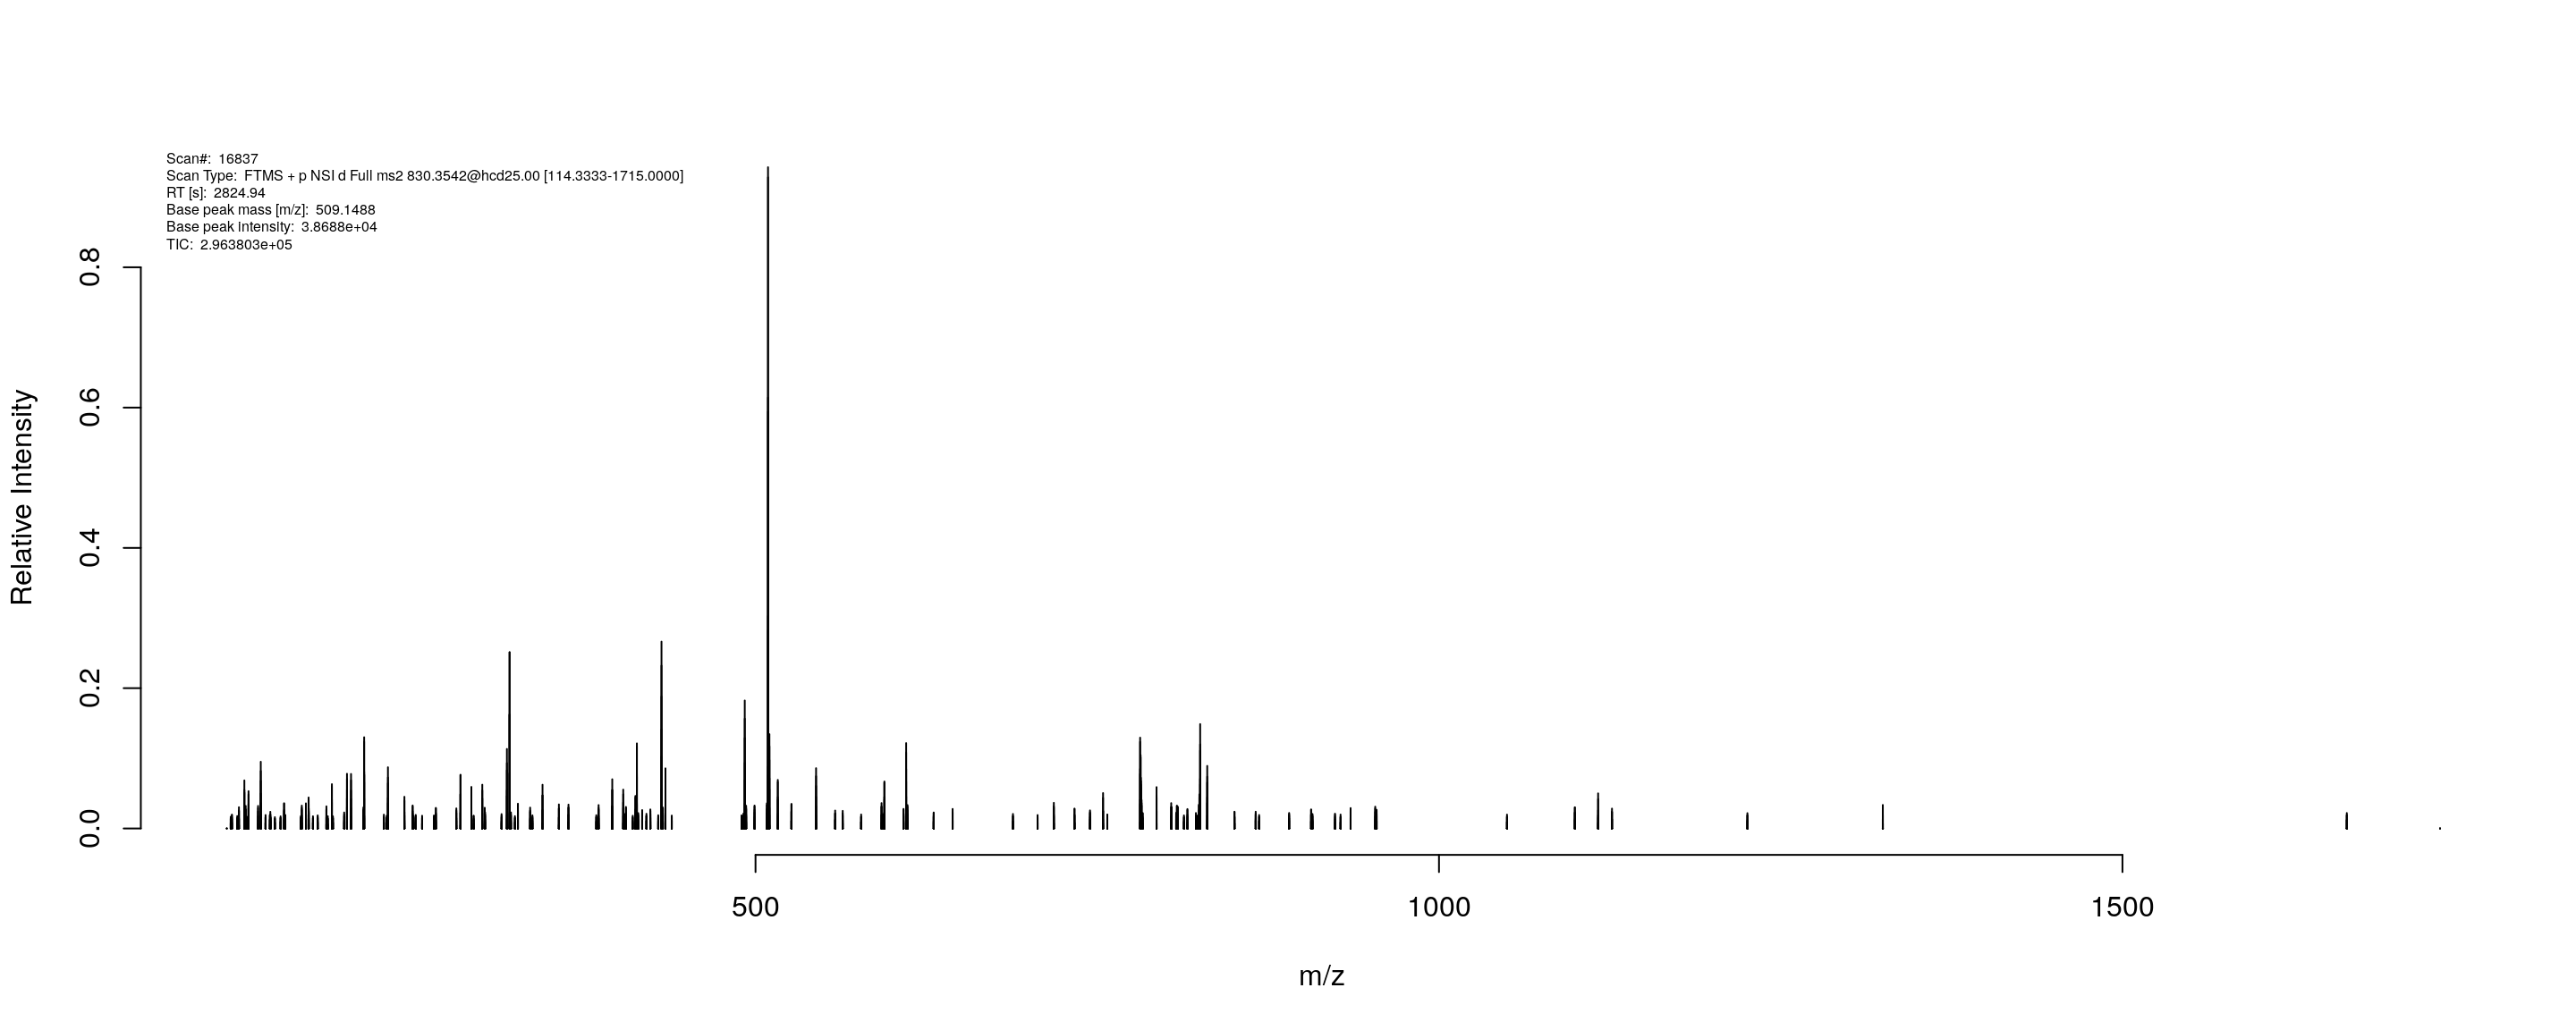 Scan#: 16837
Scan Type: FTMS + p NSI d Full ms2 830.3542@hcd25.00 [114.3333-1715.0000]
RT [s]: 2824.94
Base peak mass [m/z]: 509.1488
Base peak intensity: 3.8688e+04
TIC: 2.963803e+05
0.8
0.6
0.4
0.2
0.0
Relative Intensity
500 1000 1500
m/z